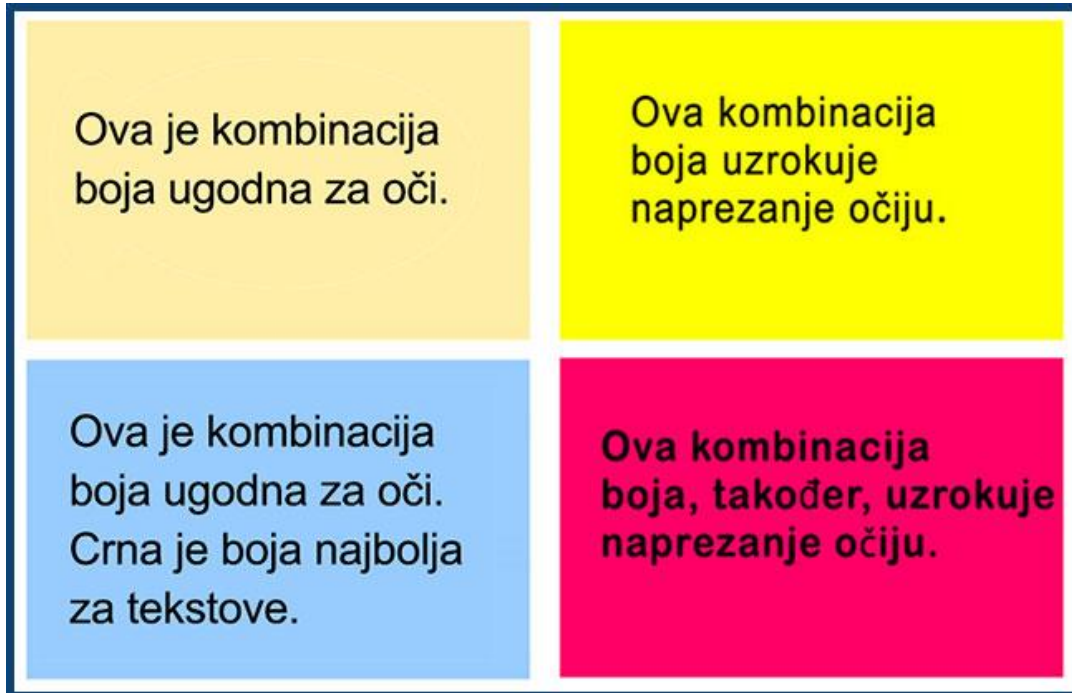 Ova je kombinacija
boja ugodna za oči.
Ova kombinacija
boja uzrokuje
naprezanje očiju.
Ova je kombinacija
boja ugodna za oči.
Crna je boja najbolja
za tekstove.
Ova kombinacija
boja, također, uzrokuje
naprezanje očiju.